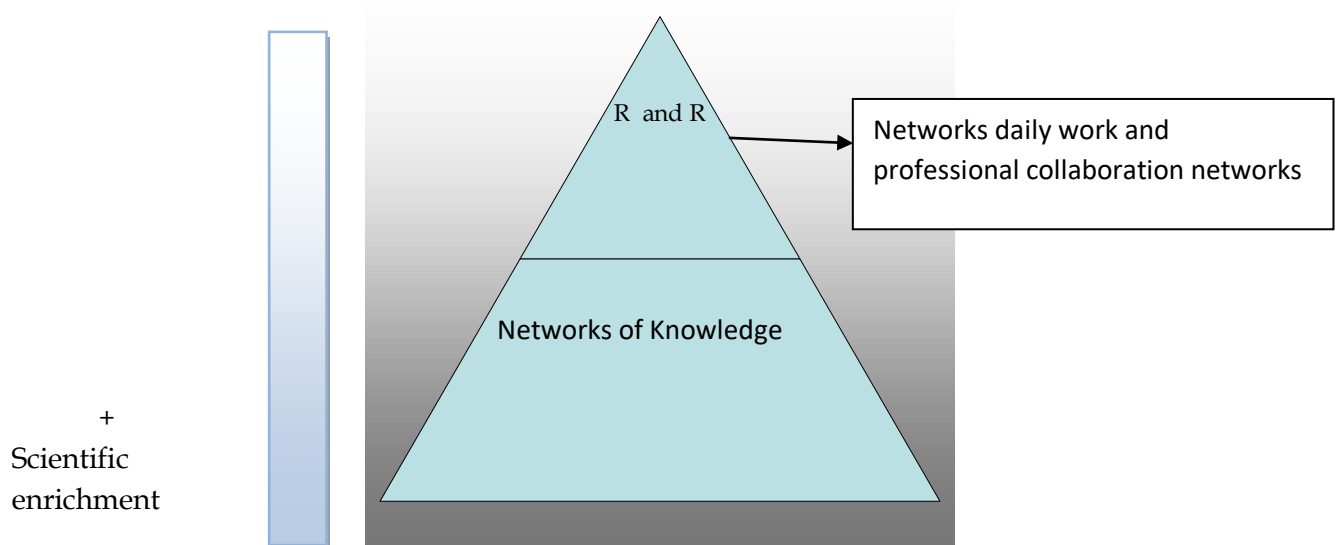 R and R
Networks daily work and
professional collaboration networks
Networks of Knowledge
+
Scientific
enrichment